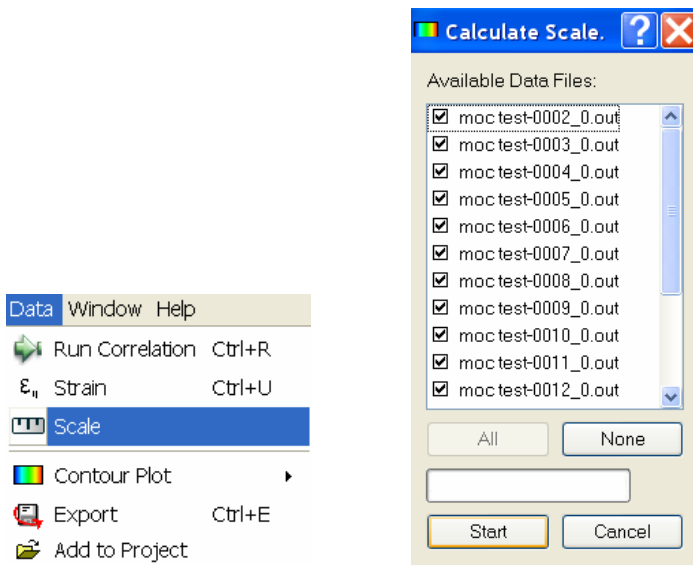 Calculate Scale.
Available Data Files:
moc test-0002_0.out
moc test-0003_0.out
moc test-0004_0.out
moc test-0005_0.out
moc test-0006_0.out
moc test-0007_0.out
moc test-0008_0.out
moc test-0009_0.out
moc test-0010_0.out
moc test-0011_0.out
moc test-0012_0.out
All None
Start Cancel
Data Window Help
Run Correlation Ctrl+R
ε Strain Ctrl+U
Scale
Contour Plot
Export Ctrl+E
Add to Project